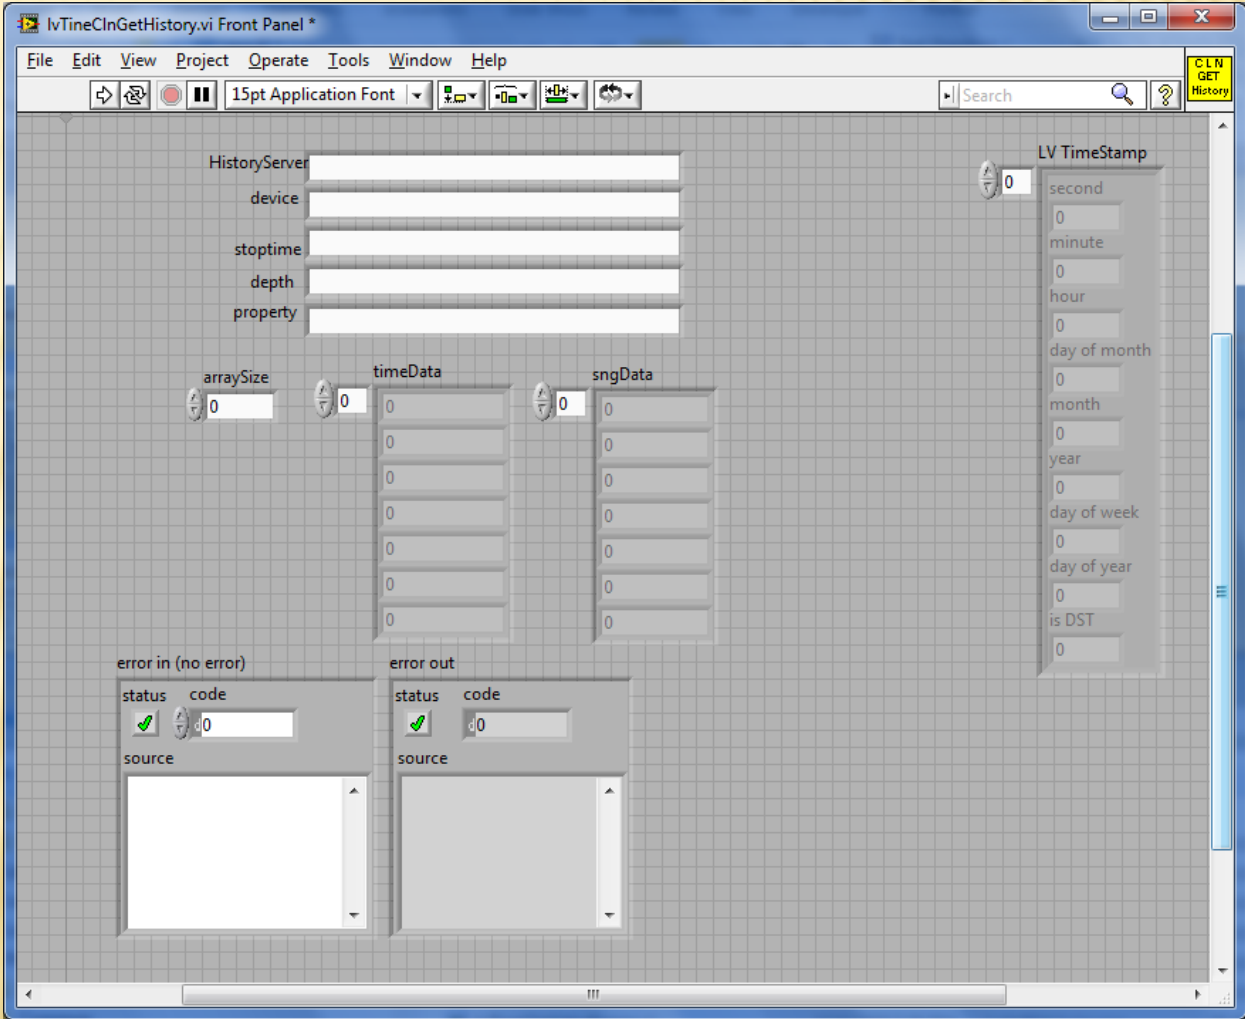 lvTineClnGetHistory.vi Front Panel *
File Edit View Project Operate Tools Window Help
15pt Application Font
Search
CLN
GET
History
HistoryServer
device
stoptime
depth
property
LV TimeStamp
0
second
0
minute
0
hour
0
day of month
0
month
0
year
0
day of week
0
day of year
0
is DST
0
arraySize
0
timeData
0
0
0
0
0
0
0
0
sngData
0
0
0
0
0
0
0
0
error in (no error)
status code
d0
source
error out
status code
d0
source